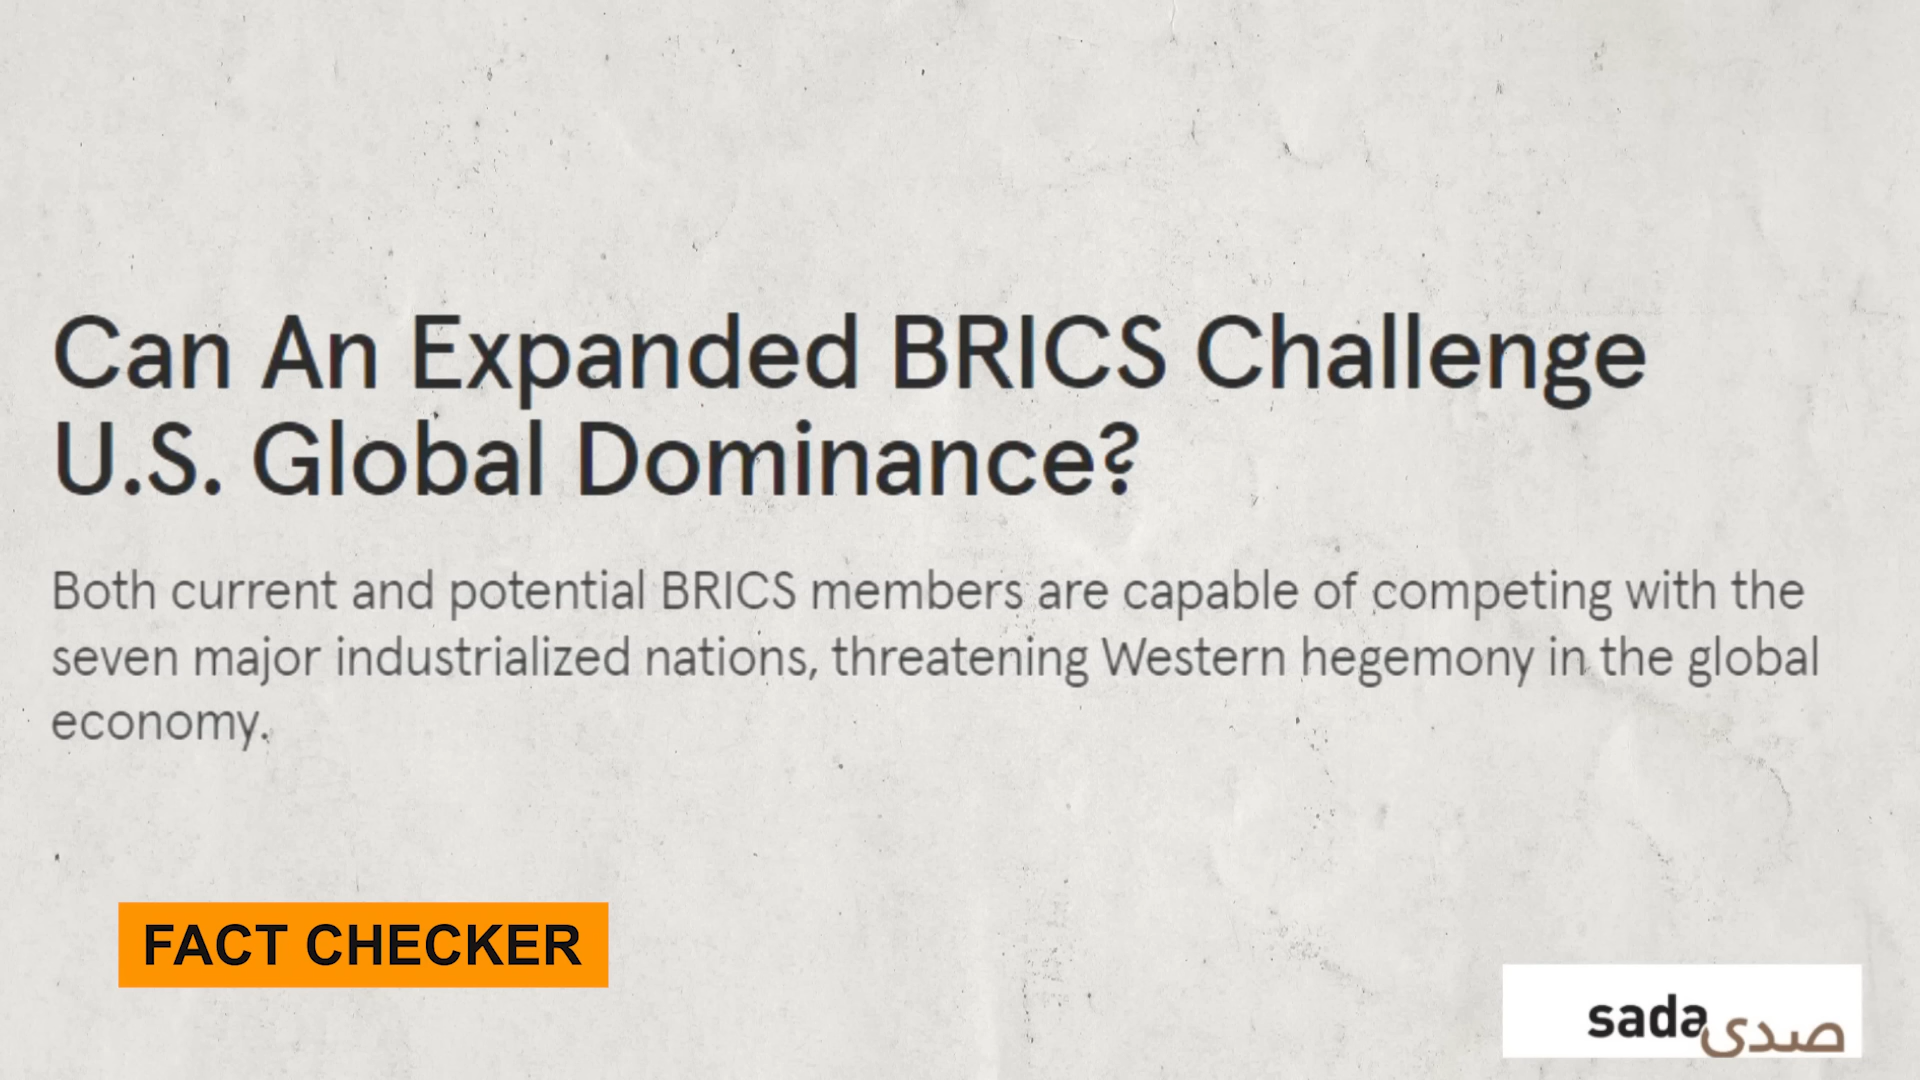 Can An Expanded BRICS Challenge
U.S. Global Dominance?
Both current and potential BRICS members are capable of competing with the
seven major industrialized nations, threatening Western hegemony in the global
economy.
FACT CHECKER
sada صدى